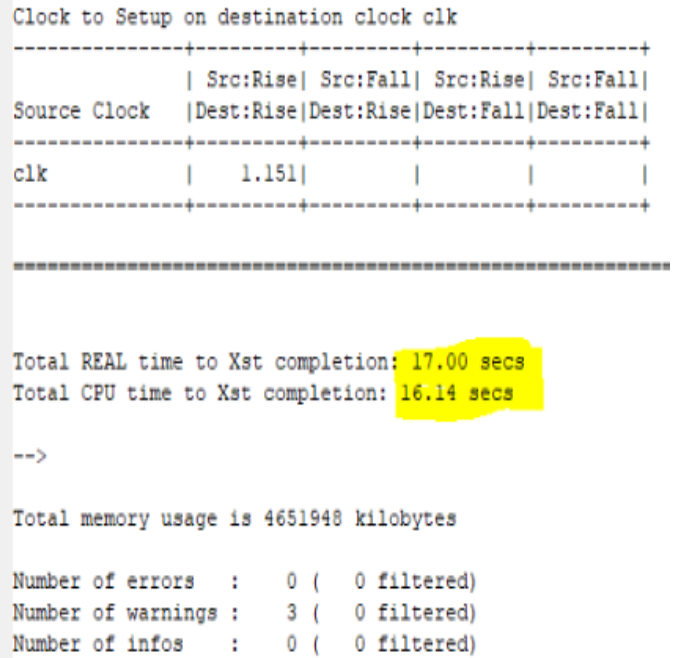 Clock to Setup on destination clock clk
---------------+---------+---------+---------+---------+
               | Src:Rise| Src:Fall| Src:Rise| Src:Fall|
Source Clock   |Dest:Rise|Dest:Rise|Dest:Fall|Dest:Fall|
---------------+---------+---------+---------+---------+
clk            |    1.151|         |         |         |
---------------+---------+---------+---------+---------+
=========================================================
Total REAL time to Xst completion: 17.00 secs
Total CPU time to Xst completion: 16.14 secs
-->
Total memory usage is 4651948 kilobytes
Number of errors   :    0 (   0 filtered)
Number of warnings :    3 (   0 filtered)
Number of infos    :    0 (   0 filtered)